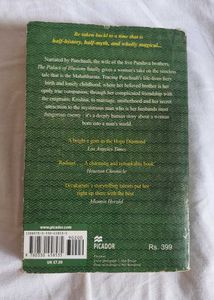 Be taken back to a time that is
half-history, half-myth, and wholly magical...
Narrated by Panchaali, the wife of the five Pandava brothers,
The Palace of Illusions finally gives a woman's take on the timeless
tale that is the Mahabharata. Tracing Panchaali's life—from fiery
birth and lonely childhood, where her beloved brother is her
only true companion; through her complicated friendship with
the enigmatic Krishna; to marriage, motherhood and her secret
attraction to the mysterious man who is her husbands' most
dangerous enemy – it's a deeply human story about a woman
born into a man's world.
A bright a gem as the Hope Diamond
Los Angeles Times
Radiant... A charming and remarkable book
Houston Chronicle
Divakaruni's storytelling talents put her
right up there with the best
Miami Herald
PICADOR
Rs. 399
UK £7.99